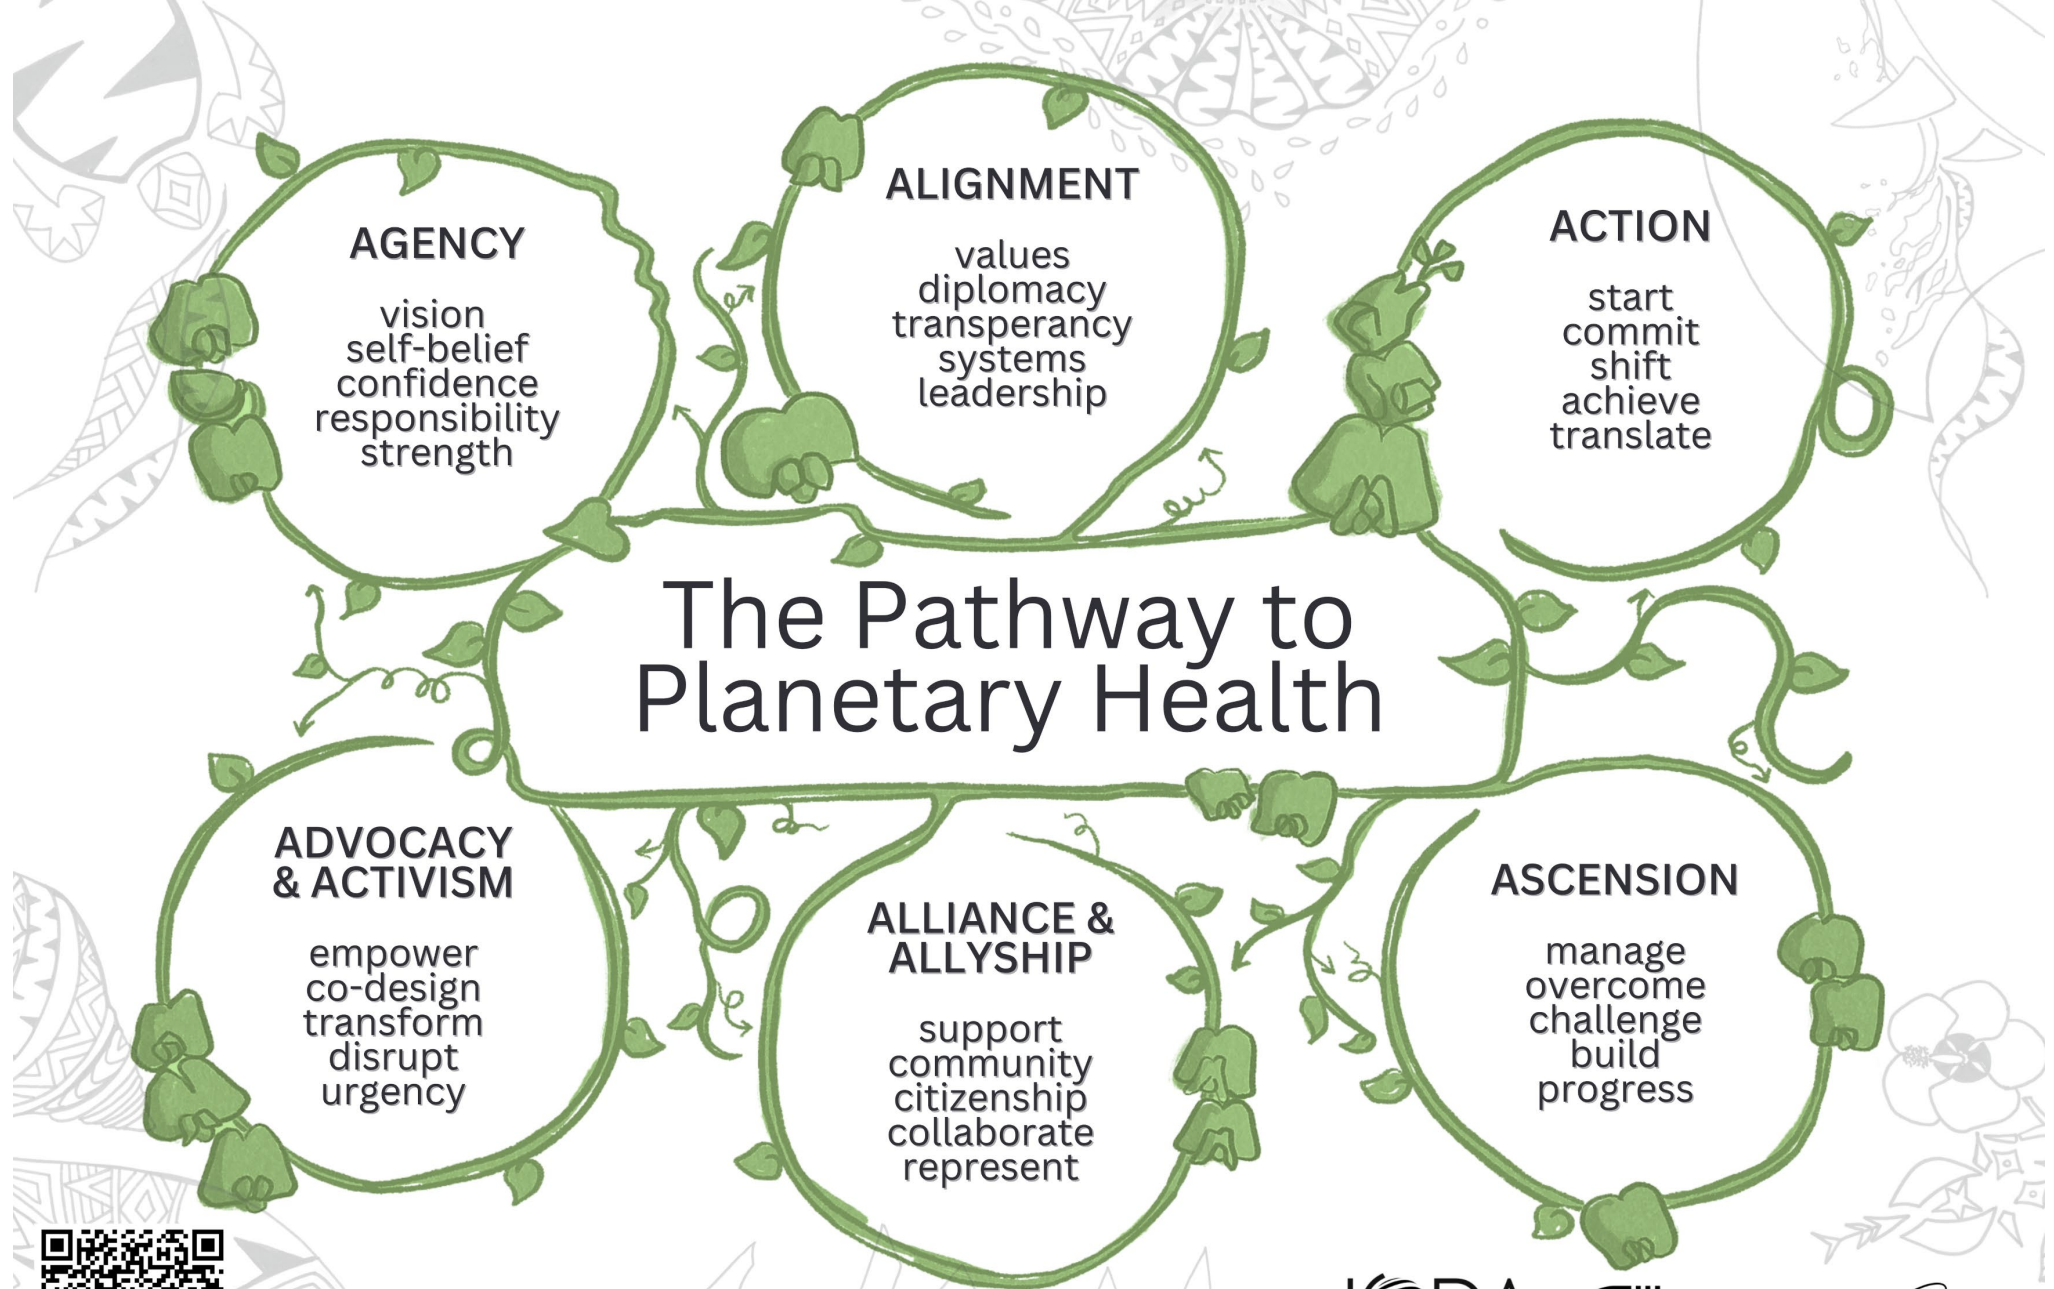 AGENCY
vision
self-belief
confidence
responsibility
strength
ALIGNMENT
values
diplomacy
transperancy
systems
leadership
ACTION
start
commit
shift
achieve
translate
The Pathway to
Planetary Health
ADVOCACY
& ACTIVISM
empower
co-design
transform
disrupt
urgency
ALLIANCE &
ALLYSHIP
support
community
citizenship
collaborate
represent
ASCENSION
manage
overcome
challenge
build
progress